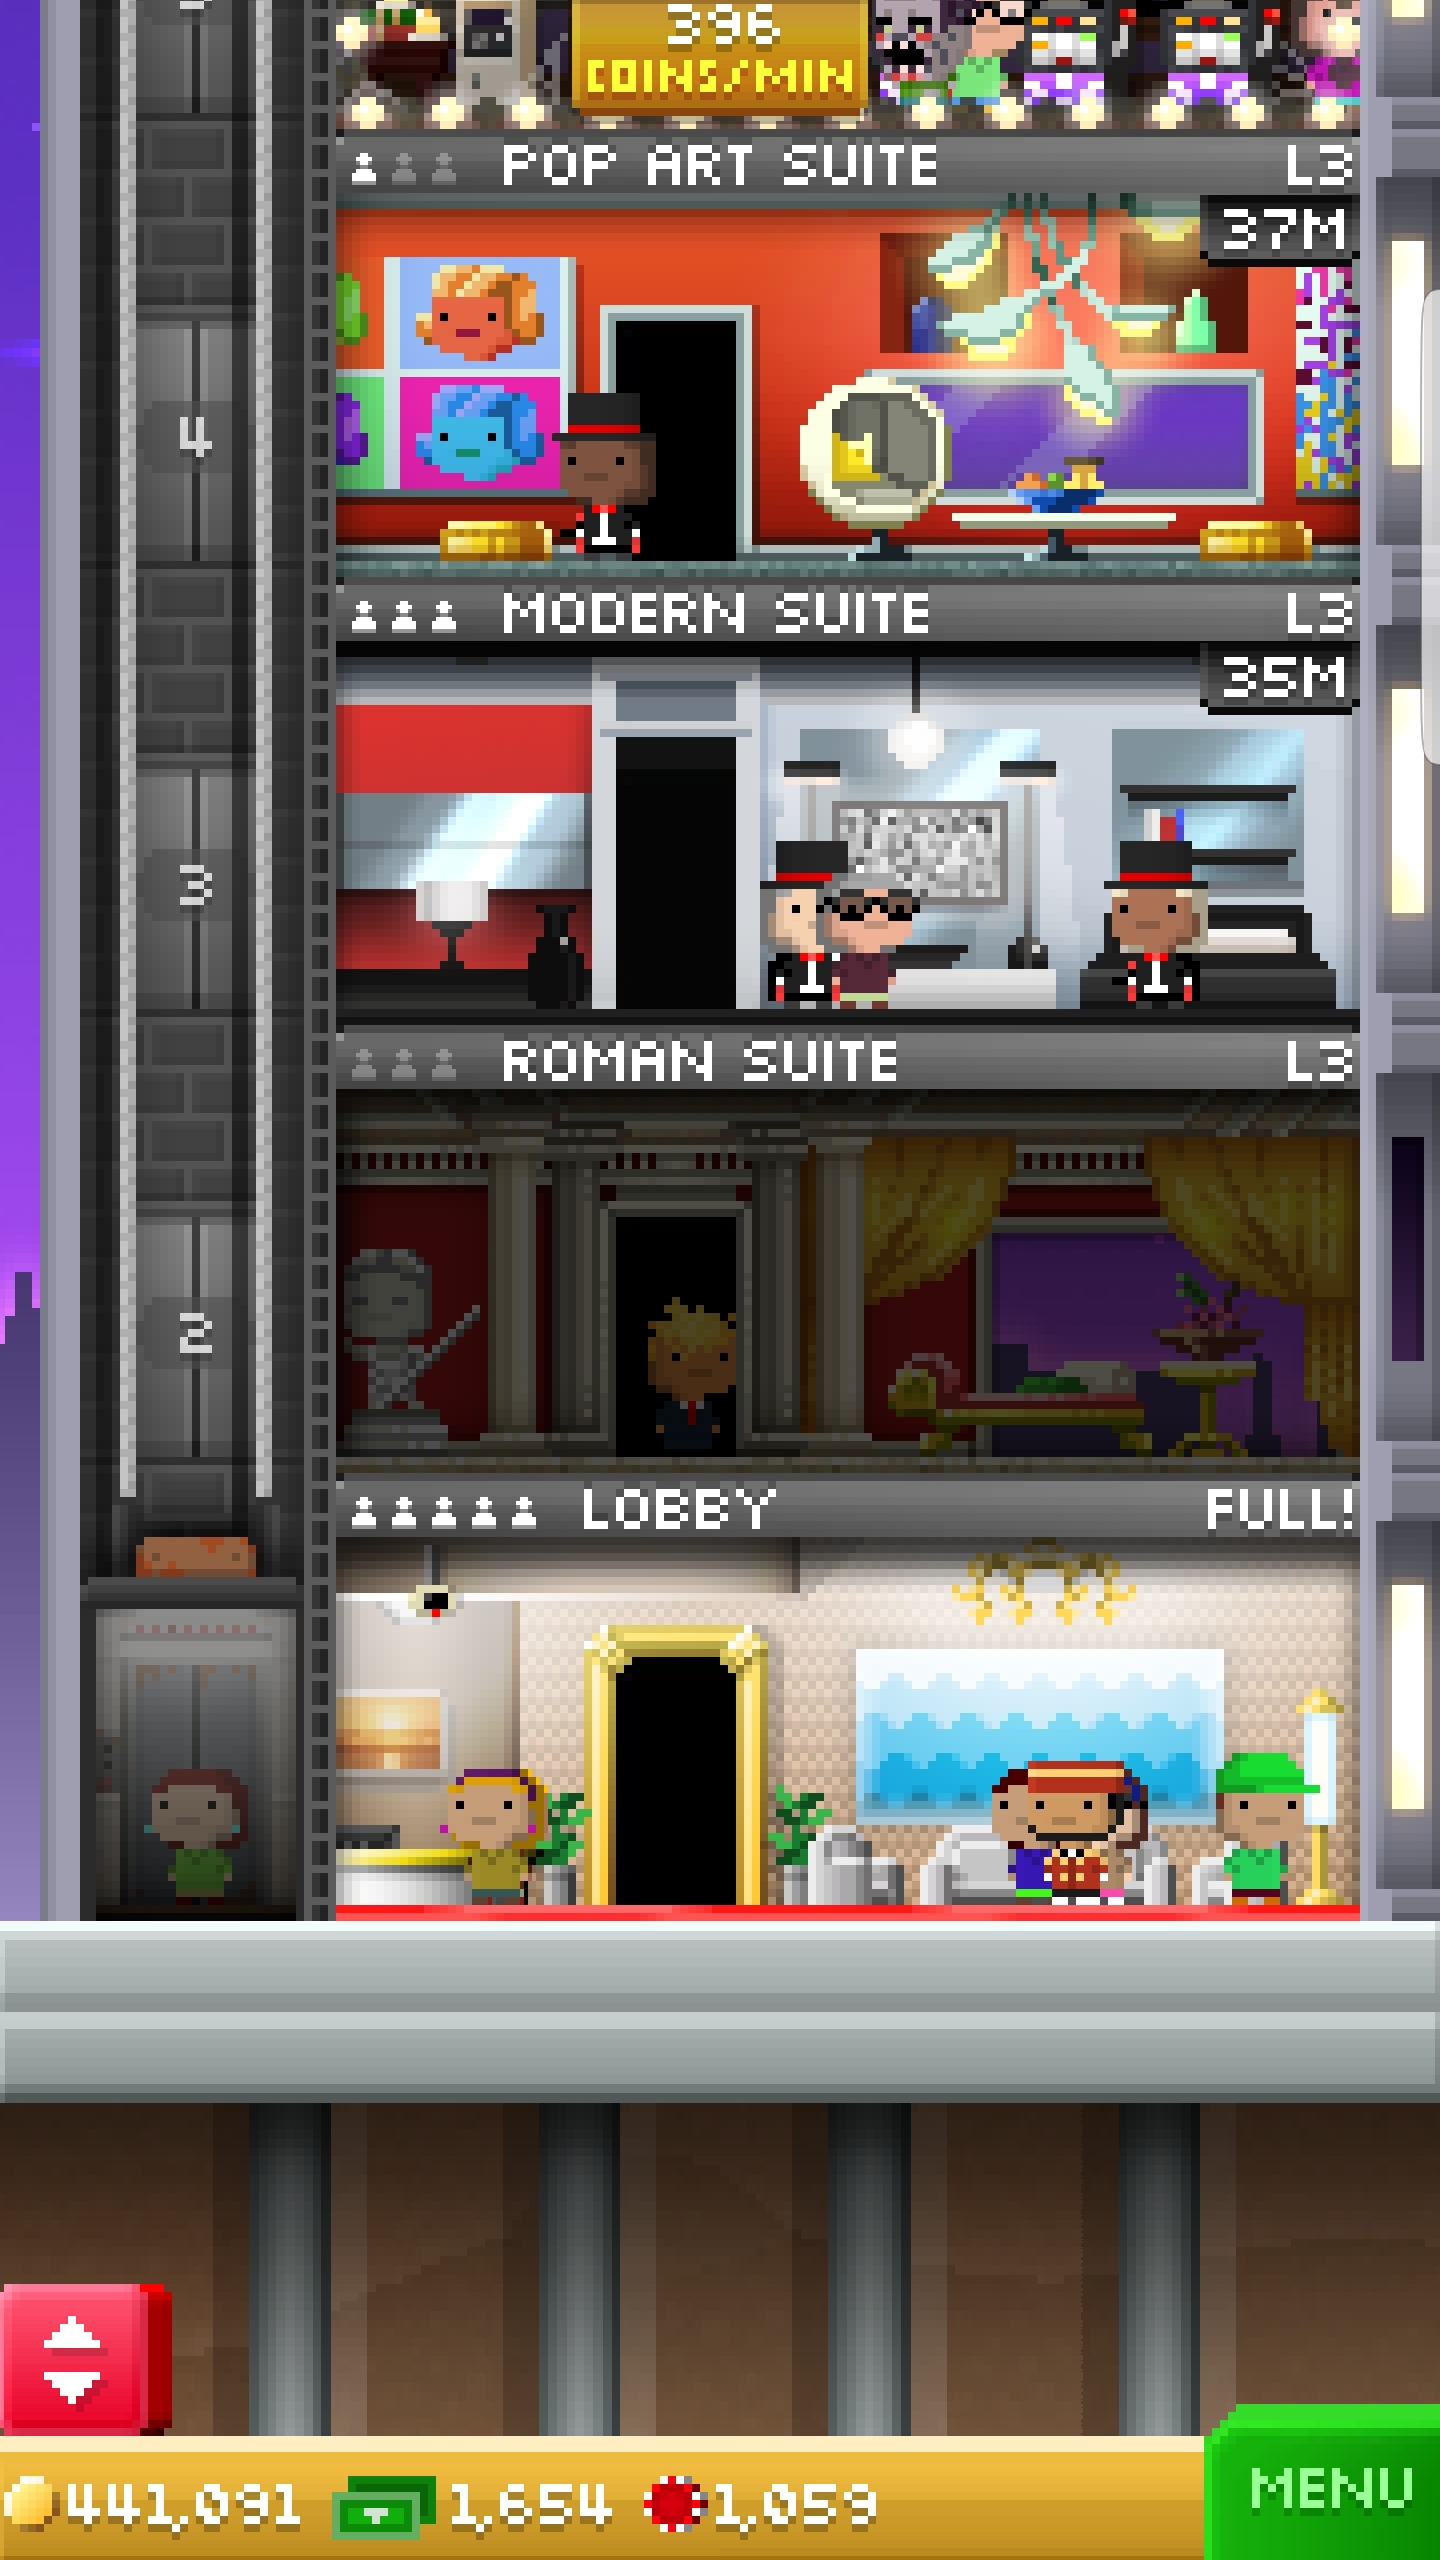 396
COINS/MIN
POP ART SUITE L3
37M
4
MODERN SUITE L3
35M
3
ROMAN SUITE L3
2
LOBBY FULL!
441,091 1,654 1,059
MENU